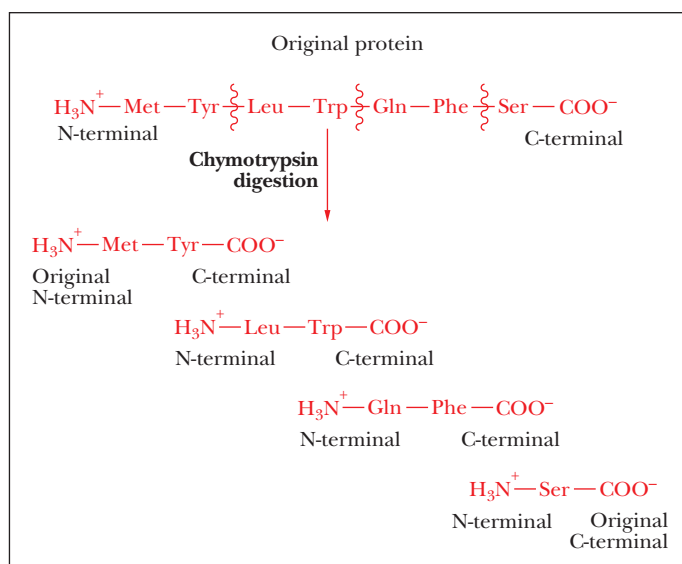 Original protein
H₃N⁺—Met—Tyr Leu—Trp Gln—Phe Ser—COO⁻
N-terminal C-terminal
Chymotrypsin
digestion
H₃N⁺—Met—Tyr—COO⁻
Original C-terminal
N-terminal
H₃N⁺—Leu—Trp—COO⁻
N-terminal C-terminal
H₃N⁺—Gln—Phe—COO⁻
N-terminal C-terminal
H₃N⁺—Ser—COO⁻
N-terminal Original
C-terminal